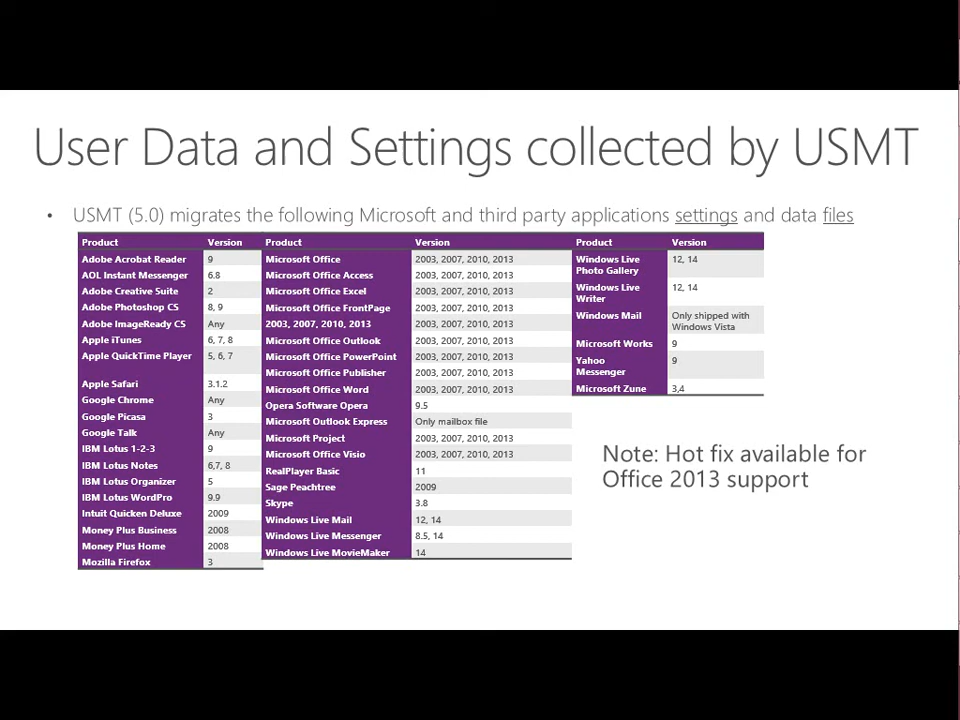 User Data and Settings collected by USMT
• USMT (5.0) migrates the following Microsoft and third party applications settings and data files
Product Version
Adobe Acrobat Reader 9
AOL Instant Messenger 6.8
Adobe Creative Suite 2
Adobe Photoshop CS 8, 9
Adobe ImageReady CS Any
Apple iTunes 6, 7, 8
Apple QuickTime Player 5, 6, 7
Apple Safari 3.1.2
Google Chrome Any
Google Picasa 3
Google Talk Any
IBM Lotus 1-2-3 9
IBM Lotus Notes 6,7, 8
IBM Lotus Organizer 5
IBM Lotus WordPro 9.9
Intuit Quicken Deluxe 2009
Money Plus Business 2008
Money Plus Home 2008
Mozilla Firefox 3
Product Version
Microsoft Office 2003, 2007, 2010, 2013
Microsoft Office Access 2003, 2007, 2010, 2013
Microsoft Office Excel 2003, 2007, 2010, 2013
Microsoft Office FrontPage 2003, 2007, 2010, 2013
2003, 2007, 2010, 2013 2003, 2007, 2010, 2013
Microsoft Office Outlook 2003, 2007, 2010, 2013
Microsoft Office PowerPoint 2003, 2007, 2010, 2013
Microsoft Office Publisher 2003, 2007, 2010, 2013
Microsoft Office Word 2003, 2007, 2010, 2013
Opera Software Opera 9.5
Microsoft Outlook Express Only mailbox file
Microsoft Project 2003, 2007, 2010, 2013
Microsoft Visio 2003, 2007, 2010, 2013
RealPlayer Basic 11
Sage Peachtree 2009
Skype 3.8
Windows Live Mail 12, 14
Windows Live Messenger 8.5, 14
Windows Live MovieMaker 14
Product Version
Windows Live 12, 14
Photo Gallery
Windows Live 12, 14
Writer
Windows Mail Only shipped with
Windows Vista
Microsoft Works 9
Yahoo 9
Messenger
Microsoft Zune 3,4
Note: Hot fix available for
Office 2013 support